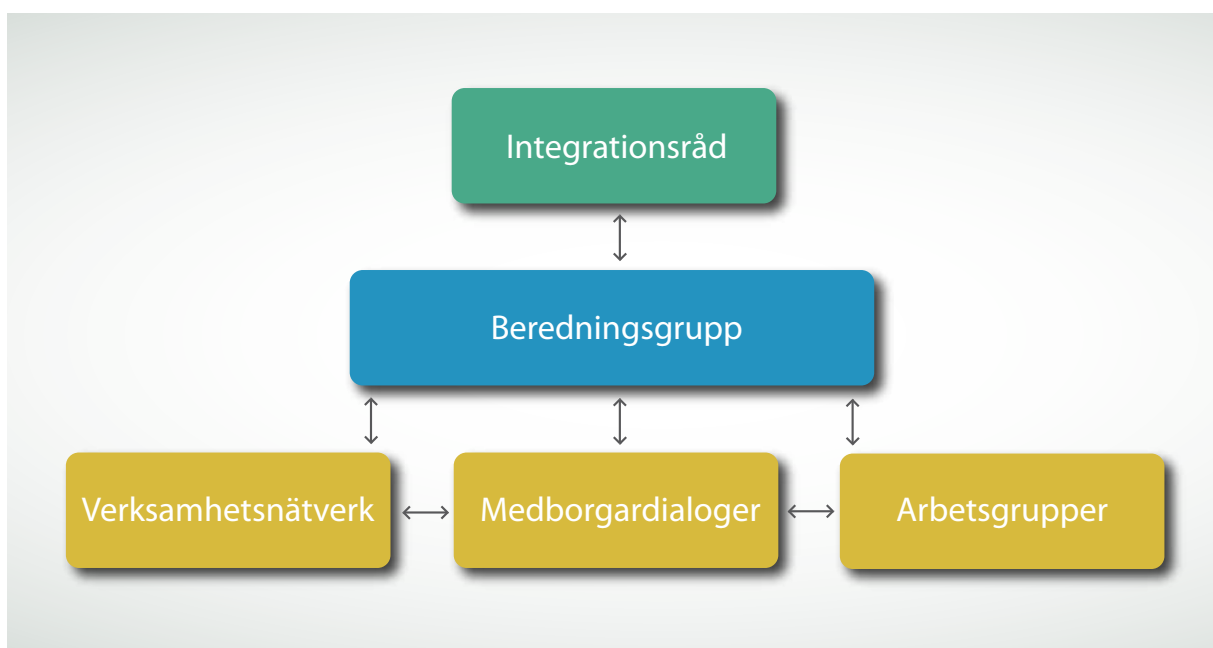 Integrationsråd
Beredningsgrupp
Verksamhetsnätverk
Medborgardialoger
Arbetsgrupper